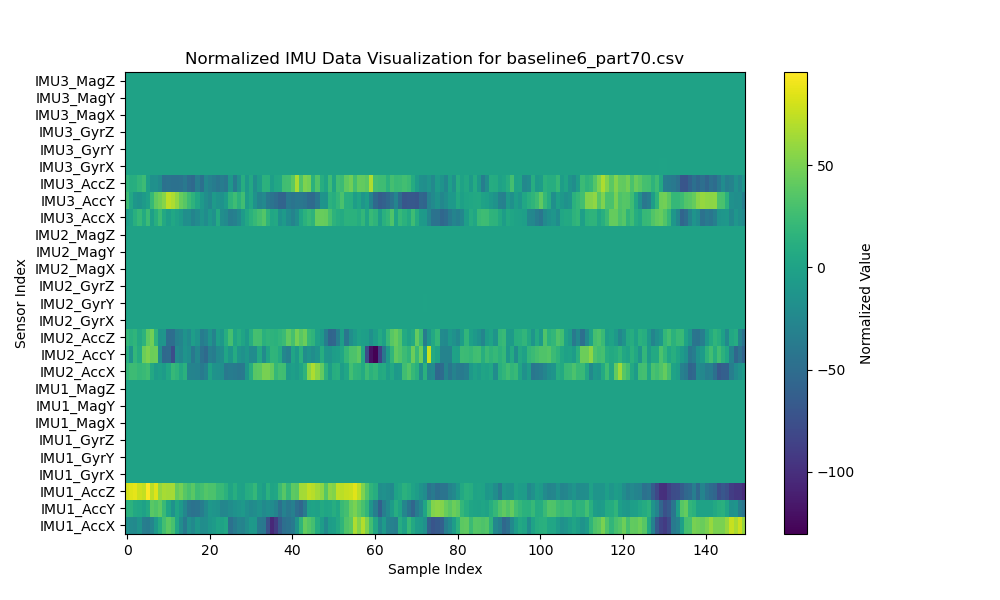 Normalized IMU Data Visualization for baseline6_part70.csv
IMU3_MagZ
IMU3_MagY
IMU3_MagX
IMU3_GyrZ
IMU3_GyrY
IMU3_GyrX
IMU3_AccZ
IMU3_AccY
IMU3_AccX
IMU2_MagZ
IMU2_MagY
IMU2_MagX
IMU2_GyrZ
IMU2_GyrY
IMU2_GyrX
IMU2_AccZ
IMU2_AccY
IMU2_AccX
IMU1_MagZ
IMU1_MagY
IMU1_MagX
IMU1_GyrZ
IMU1_GyrY
IMU1_GyrX
IMU1_AccZ
IMU1_AccY
IMU1_AccX
Sensor Index
0 20 40 60 80 100 120 140
Sample Index
50
0
−50
−100
Normalized Value